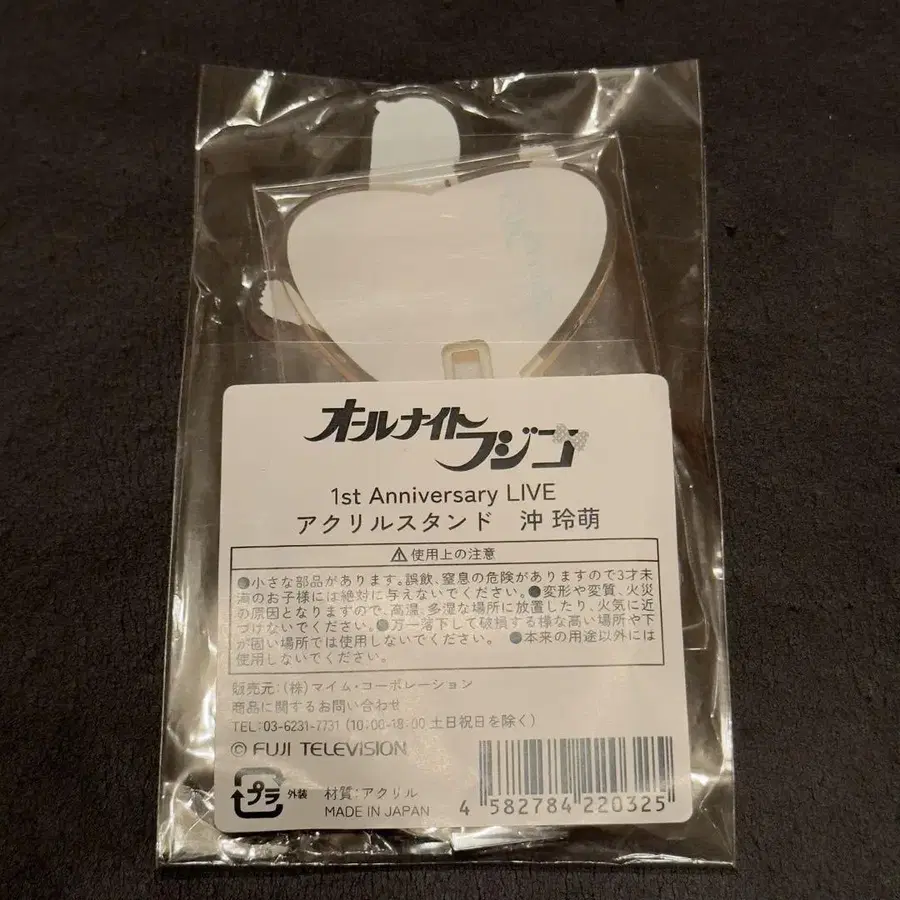 オールナイトフジコ
1st Anniversary LIVE
アクリルスタンド 沖 玲萌
⚠使用上の注意
●小さな部品があります。誤飲、窒息の危険がありますので3才未
満のお子様には絶対に与えないでください。●変形や変質、火災
の原因となりますので、高温、多湿な場所に放置したり、火気に近
づけないでください。●万一落下して破損する様な高い場所や下
が固い場所では使用しないでください。 ●本来の用途以外には
使用しないでください。
販売元:(株)マイム・コーポレーション
商品に関するお問い合わせ
TEL:03-6231-7731 (10:00-18:00 土日祝日を除く)
© FUJI TELEVISION
プラ 外装 材質:アクリル
MADE IN JAPAN
4 582784 220325